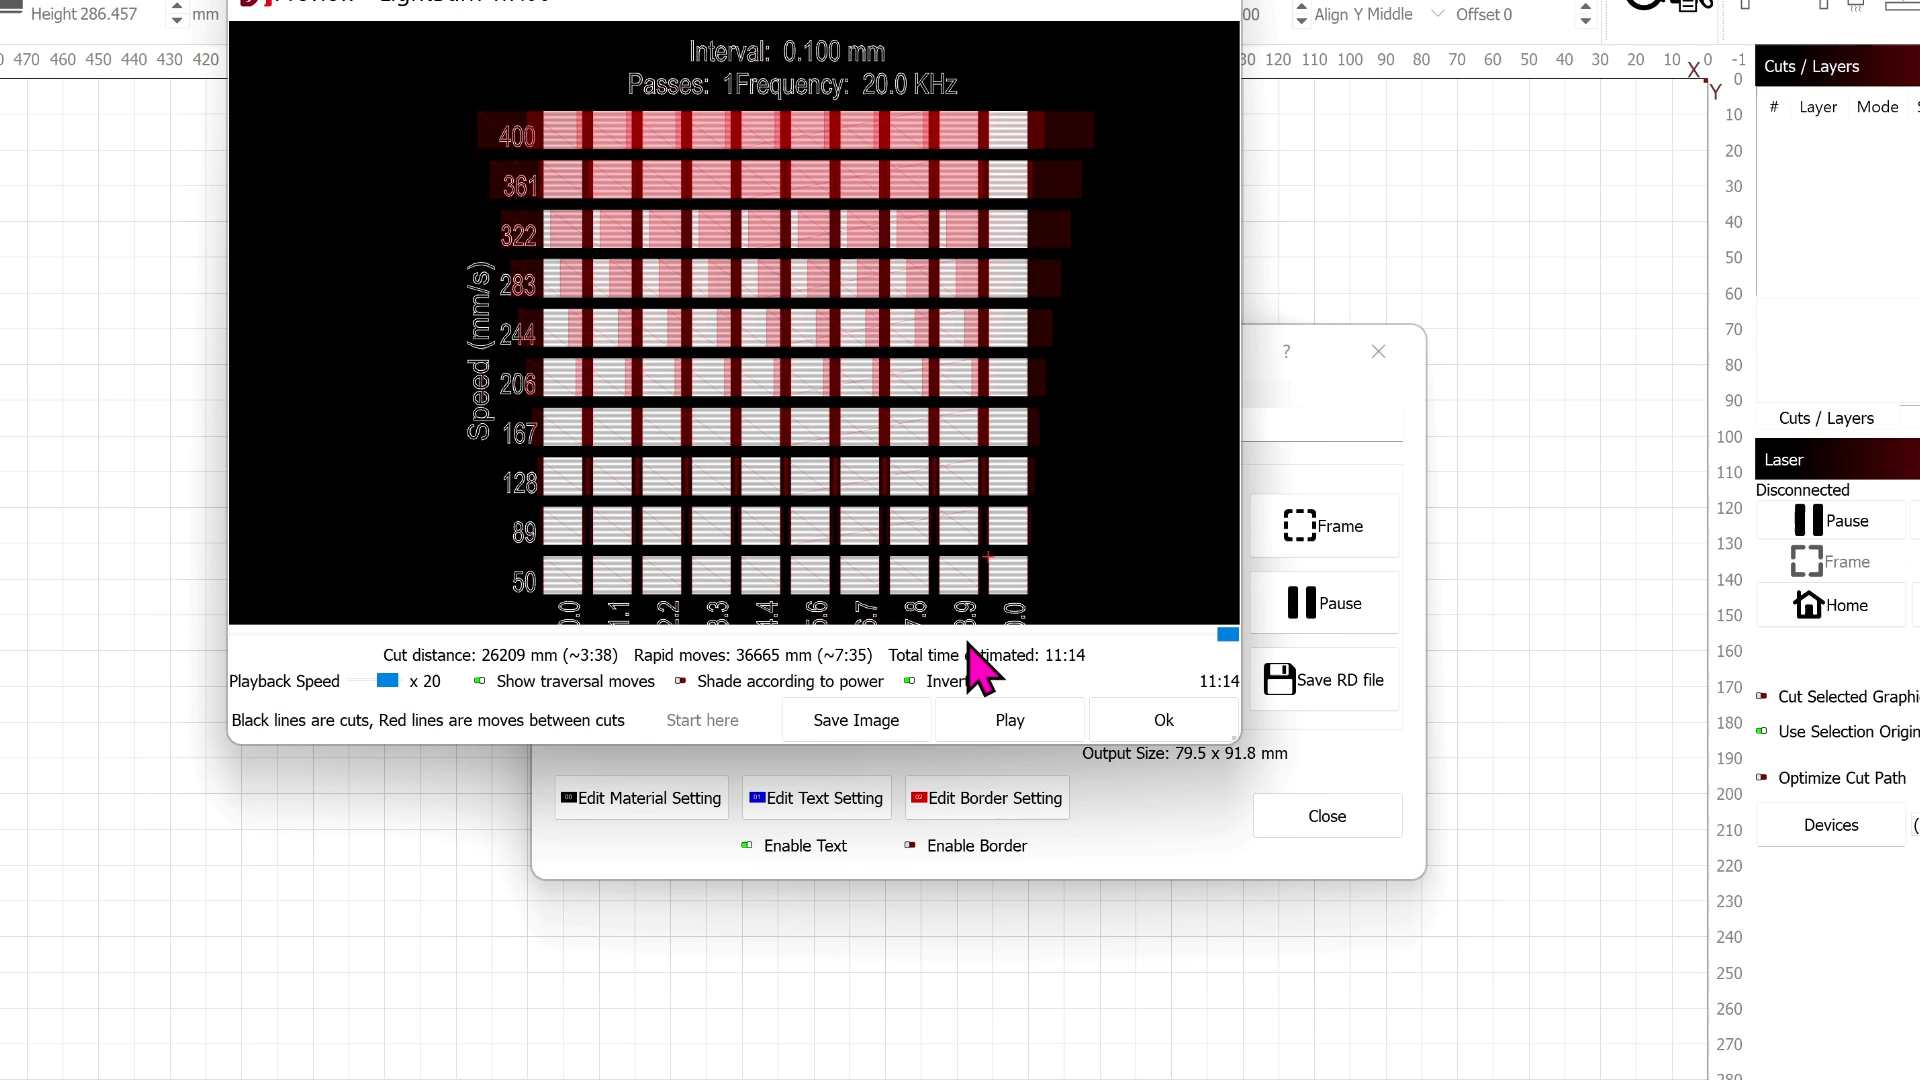 Height 286.457 mm
Align Y Middle
Offset 0
470 460 450 440 430 420
120 110 100 90 80 70 60 50 40 30 20 10 0 -1
X
Y
0
10
20
30
40
50
60
70
80
90
100
110
120
130
140
150
160
170
180
190
200
210
220
230
240
250
260
270
280
Interval: 0.100 mm
Passes: 1Frequency: 20.0 KHz
Speed (mm/s)
400
361
322
283
244
206
167
128
89
50
Cut distance: 26209 mm (~3:38) Rapid moves: 36665 mm (~7:35) Total time estimated: 11:14
Playback Speed x 20 Show traversal moves Shade according to power Invert 11:14
Black lines are cuts, Red lines are moves between cuts Start here Save Image Play Ok
?
Frame
Pause
Save RD file
Output Size: 79.5 x 91.8 mm
Edit Material Setting Edit Text Setting Edit Border Setting
Enable Text Enable Border
Close
Cuts / Layers
# Layer Mode
Cuts / Layers
Laser
Disconnected
Pause
Frame
Home
Cut Selected Graphi
Use Selection Origin
Optimize Cut Path
Devices